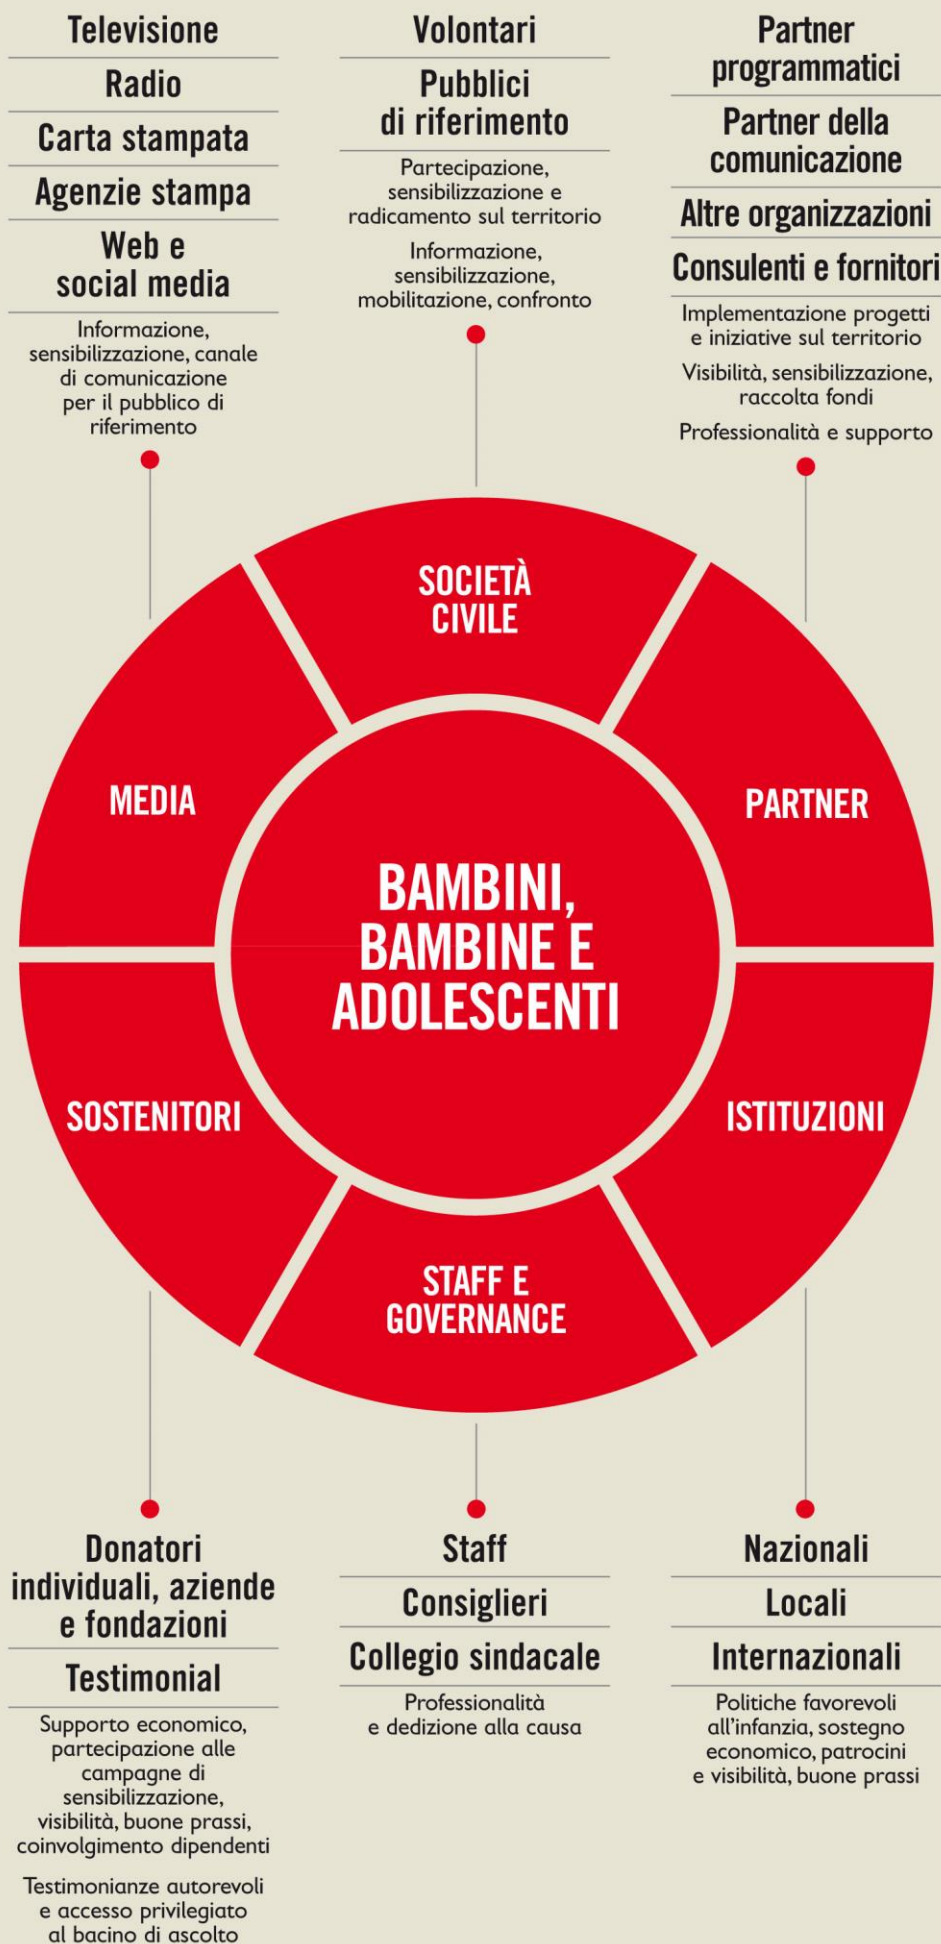 Televisione
Radio
Carta stampata
Agenzie stampa
Web e
social media
Informazione,
sensibilizzazione, canale
di comunicazione
per il pubblico di
riferimento
Volontari
Pubblici
di riferimento
Partecipazione,
sensibilizzazione e
radicamento sul territorio
Informazione,
sensibilizzazione,
mobilitazione, confronto
Partner
programmatici
Partner della
comunicazione
Altre organizzazioni
Consulenti e fornitori
Implementazione progetti
e iniziative sul territorio
Visibilità, sensibilizzazione,
raccolta fondi
Professionalità e supporto
SOCIETÀ
CIVILE
MEDIA
PARTNER
BAMBINI,
BAMBINE E
ADOLESCENTI
SOSTENITORI
ISTITUZIONI
STAFF E
GOVERNANCE
Donatori
individuali, aziende
e fondazioni
Testimonial
Supporto economico,
partecipazione alle
campagne di
sensibilizzazione,
visibilità, buone prassi,
coinvolgimento dipendenti
Testimonianze autorevoli
e accesso privilegiato
al bacino di ascolto
Staff
Consiglieri
Collegio sindacale
Professionalità
e dedizione alla causa
Nazionali
Locali
Internazionali
Politiche favorevoli
all'infanzia, sostegno
economico, patrocini
e visibilità, buone prassi